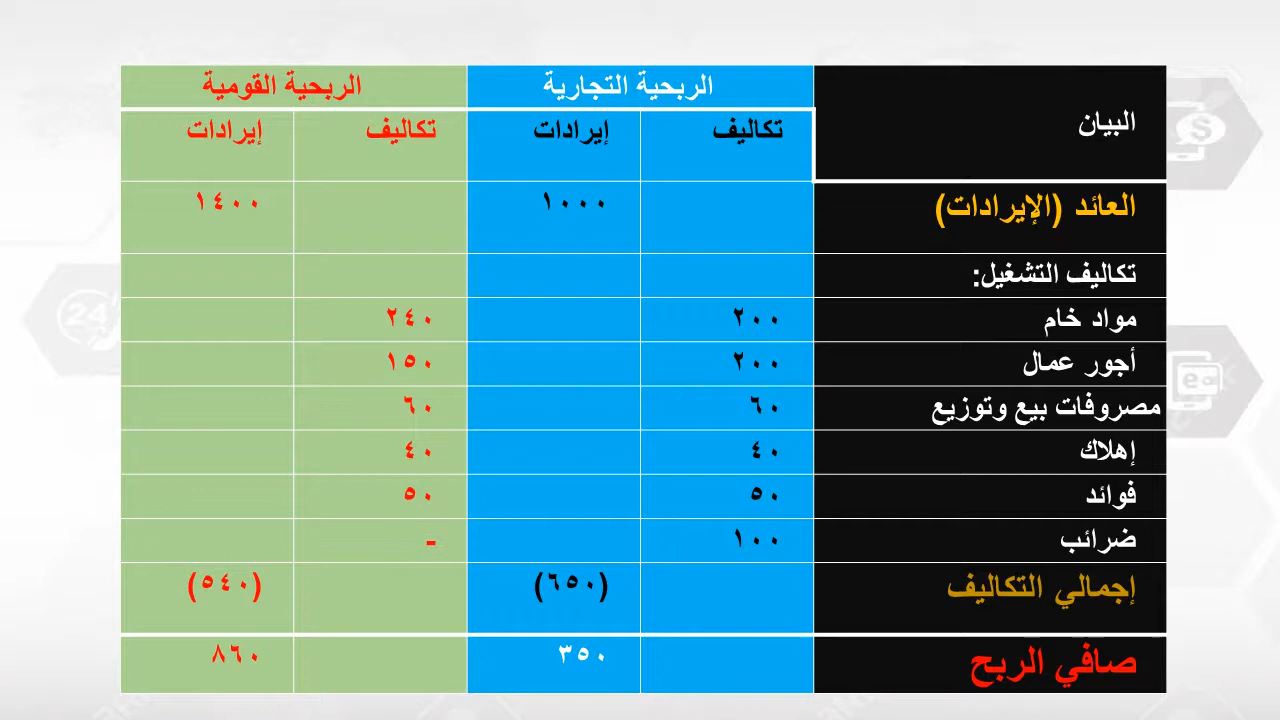 البيان الربحية التجارية الربحية القومية
تكاليف إيرادات تكاليف إيرادات
العائد (الإيرادات) ١٠٠٠ ١٤٠٠
تكاليف التشغيل:
مواد خام ٢٠٠ ٢٤٠
أجور عمال ٢٠٠ ١٥٠
مصروفات بيع وتوزيع ٦٠ ٦٠
إهلاك ٤٠ ٤٠
فوائد ٥٠ ٥٠
ضرائب ١٠٠ -
إجمالي التكاليف (٦٥٠) (٥٤٠)
صافي الربح ٣٥٠ ٨٦٠
24
S
e